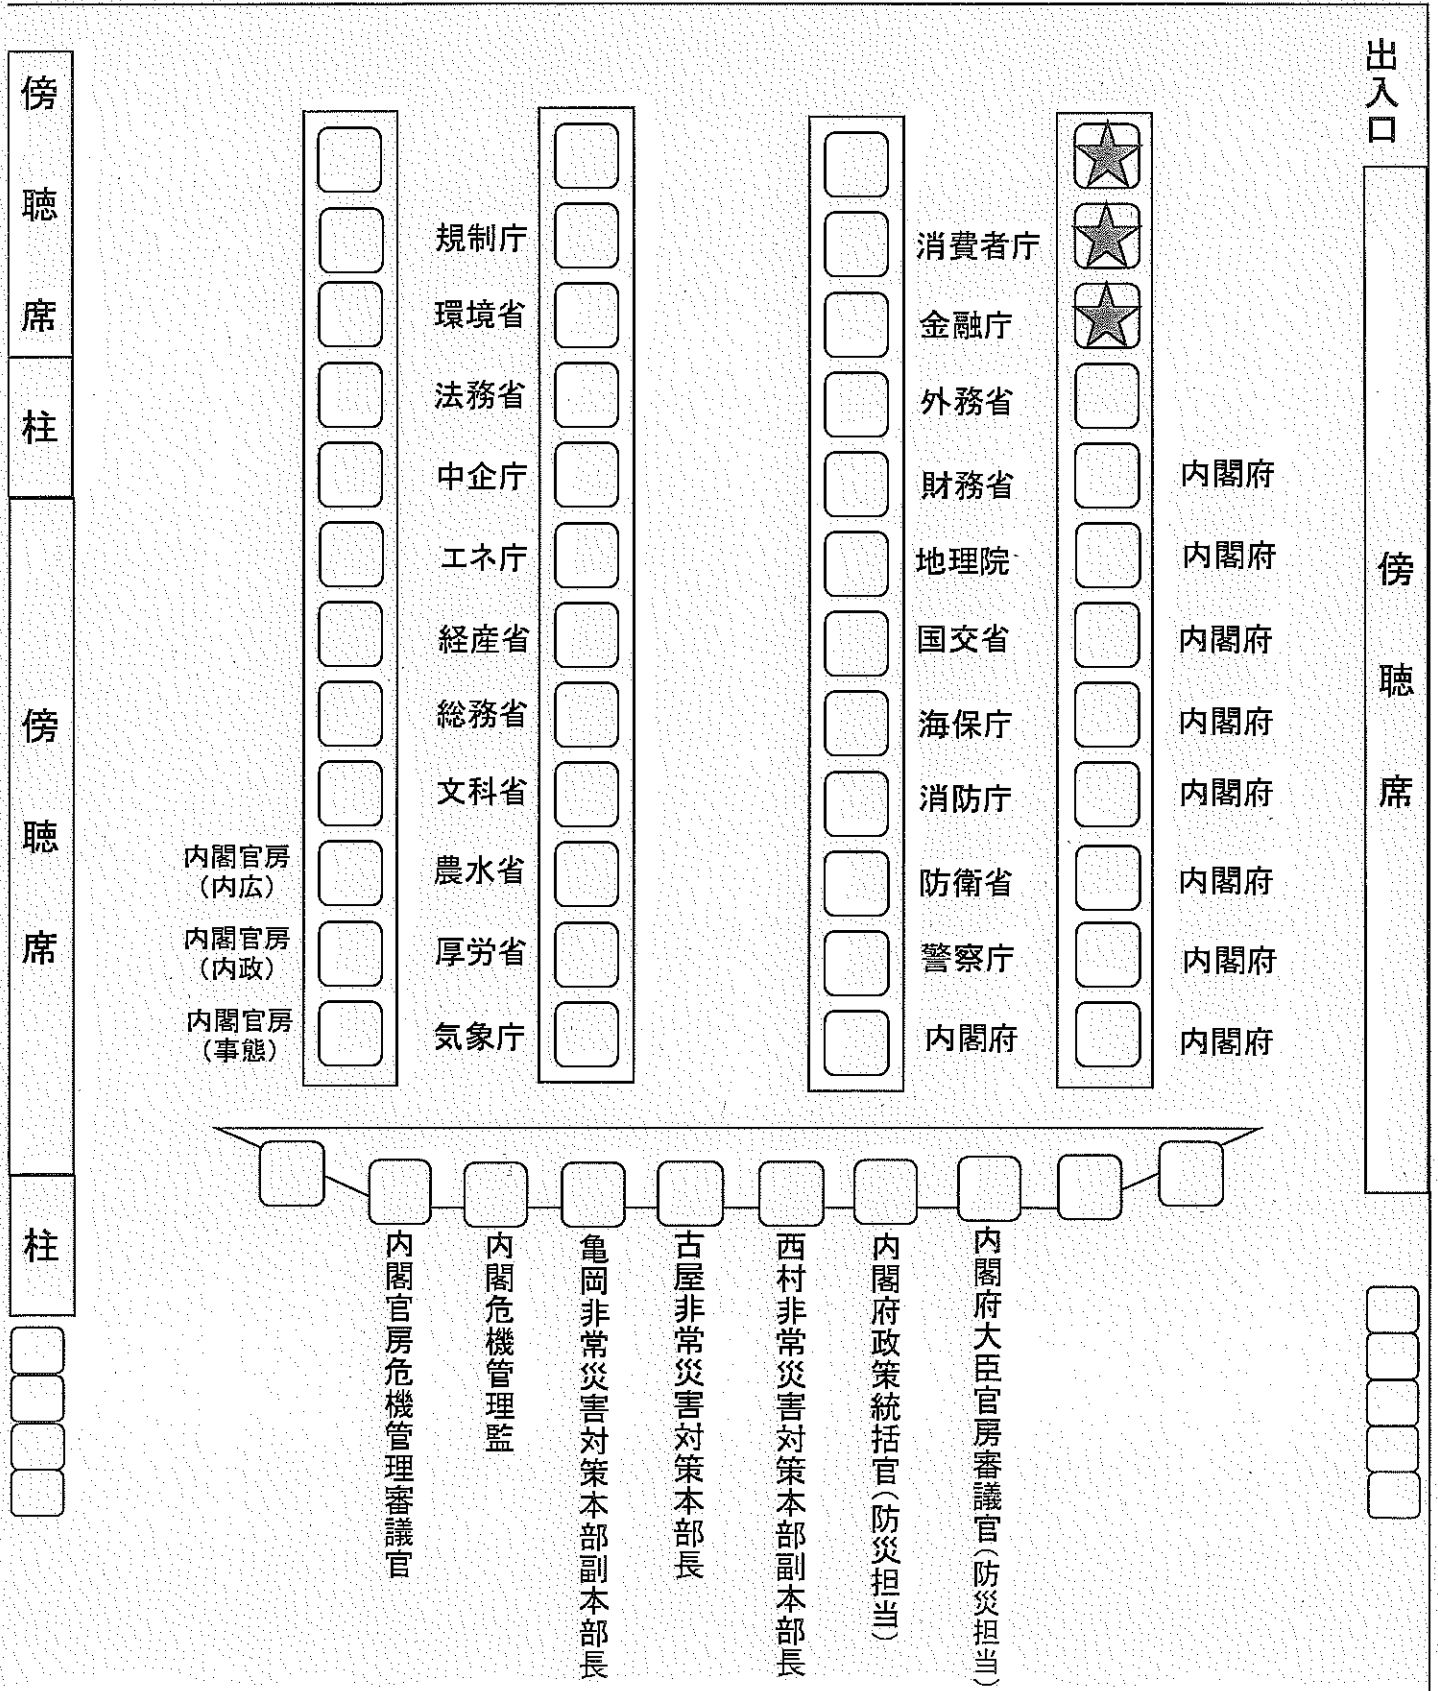 出入口
傍聴席
柱
傍聴席
柱
規制庁
環境省
法務省
中企庁
エネ庁
経産省
総務省
文科省
農水省
厚労省
気象庁
内閣官房
(内広)
内閣官房
(内政)
内閣官房
(事態)
消費者庁
金融庁
外務省
財務省
地理院
国交省
海保庁
消防庁
防衛省
警察庁
内閣府
内閣府
内閣府
内閣府
内閣府
内閣府
内閣府
内閣府
内閣府
傍聴席
内閣官房危機管理審議官
内閣危機管理監
亀岡非常災害対策本部副本部長
古屋非常災害対策本部長
西村非常災害対策本部副本部長
内閣府政策統括官(防災担当)
内閣府大臣官房審議官(防災担当)